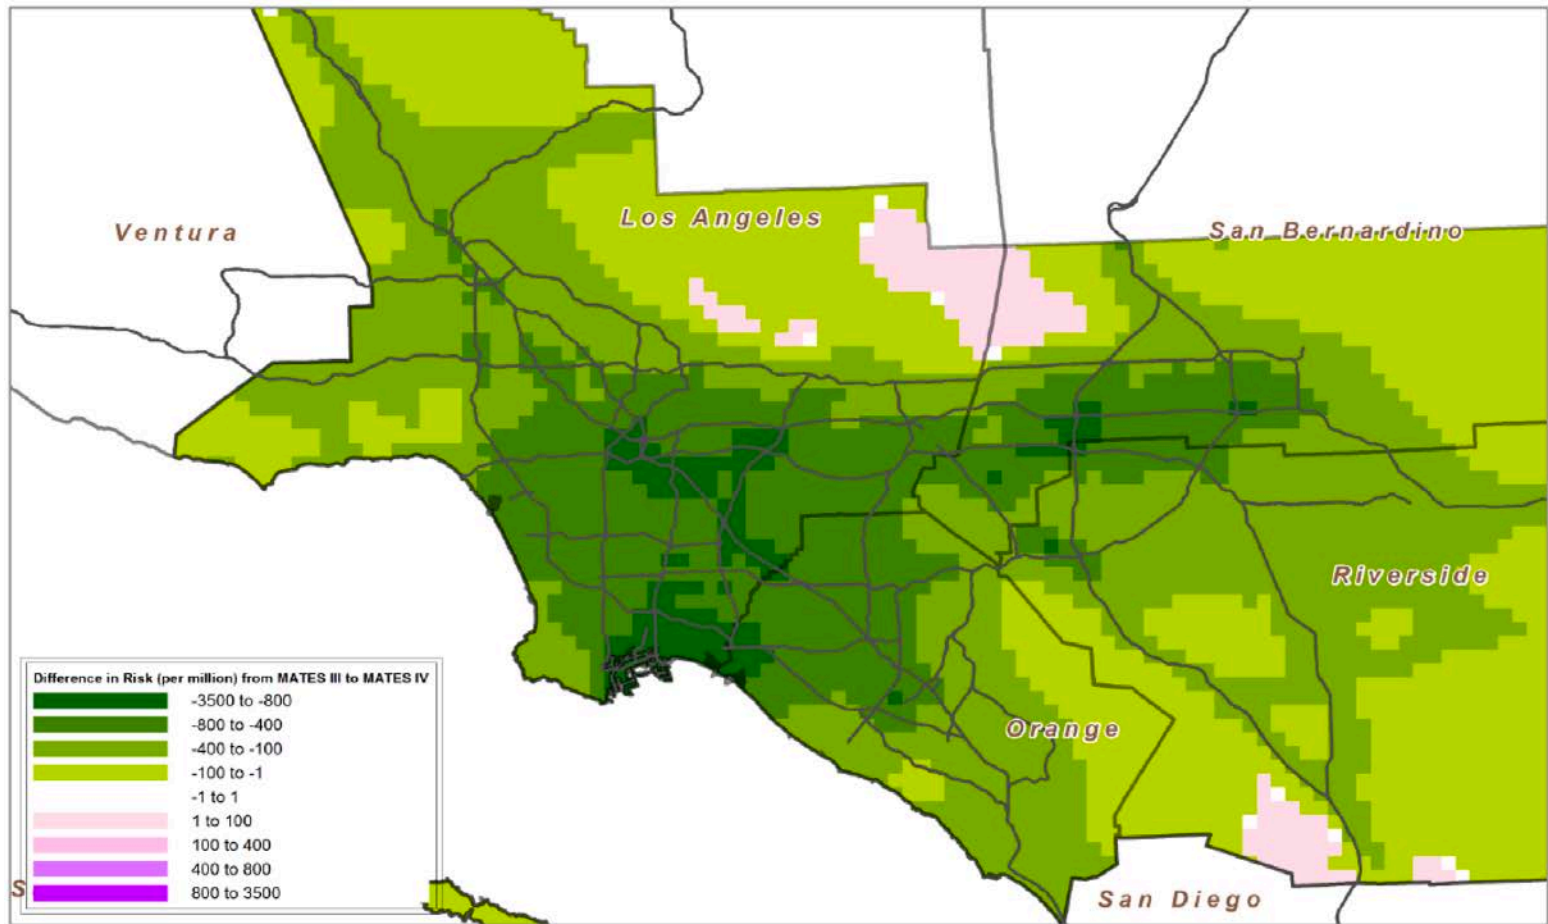 Los Angeles
Ventura
San Bernardino
Riverside
Difference in Risk (per million) from MATES III to MATES IV
-3500 to -800
-800 to -400
-400 to -100
-100 to -1
-1 to 1
1 to 100
100 to 400
400 to 800
800 to 3500
Orange
S
San Diego